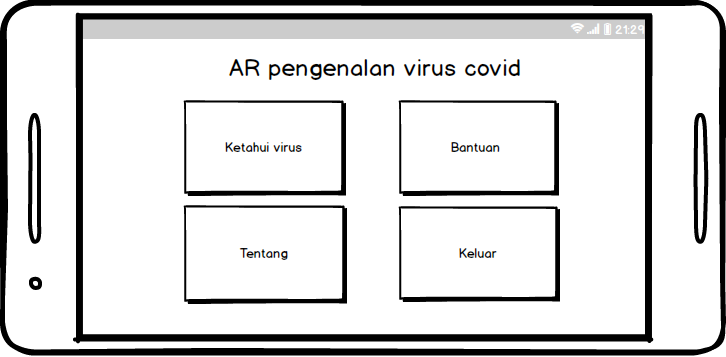 21:29
AR pengenalan virus covid
Ketahui virus
Bantuan
Tentang
Keluar